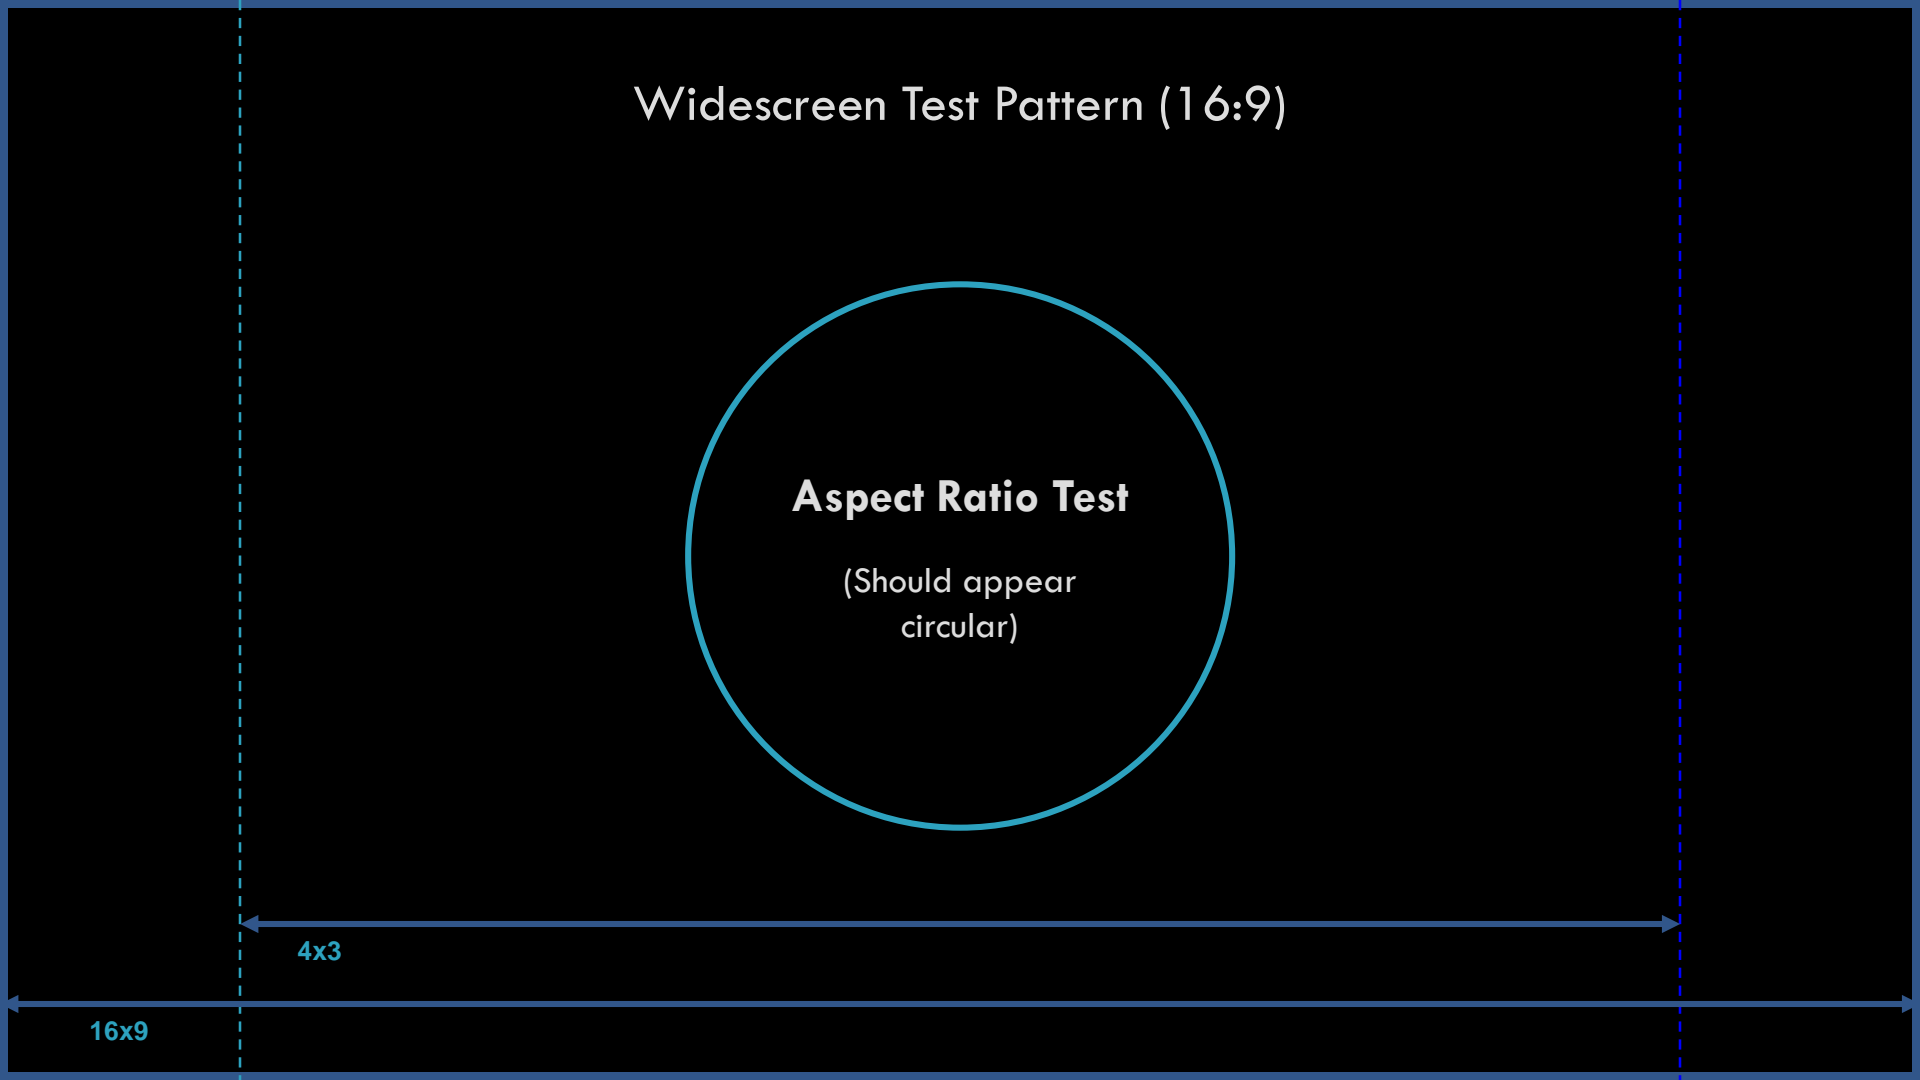 Widescreen Test Pattern (16:9)
Aspect Ratio Test
(Should appear
circular)
4x3
16x9